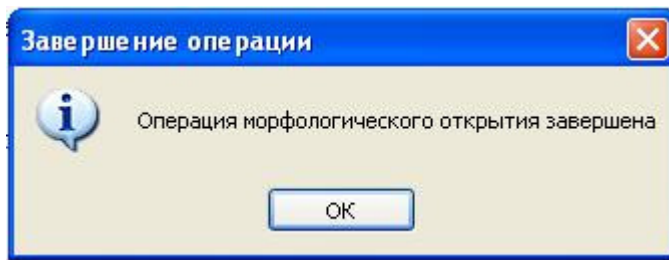 Завершение операции
Операция морфологического открытия завершена
OK